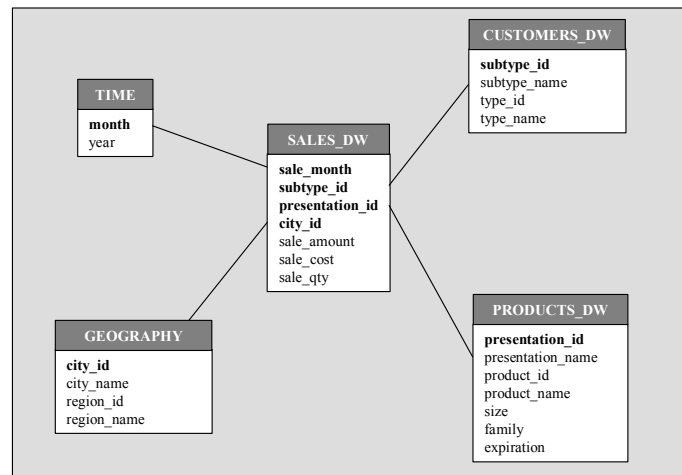 TIME
month
year
CUSTOMERS_DW
subtype_id
subtype_name
type_id
type_name
SALES_DW
sale_month
subtype_id
presentation_id
city_id
sale_amount
sale_cost
sale_qty
GEOGRAPHY
city_id
city_name
region_id
region_name
PRODUCTS_DW
presentation_id
presentation_name
product_id
product_name
size
family
expiration